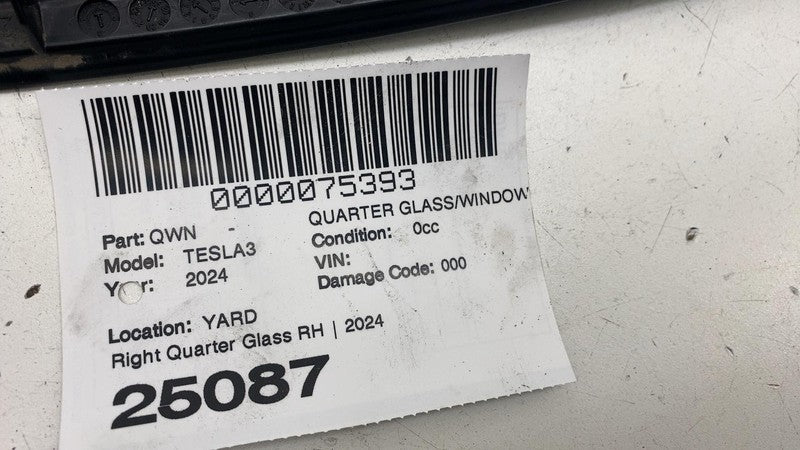 0000075393
Part: QWN -
QUARTER GLASS/WINDOW
Model: TESLA3
Condition: 0cc
Year: 2024
VIN:
Damage Code: 000
Location: YARD
Right Quarter Glass RH | 2024
25087